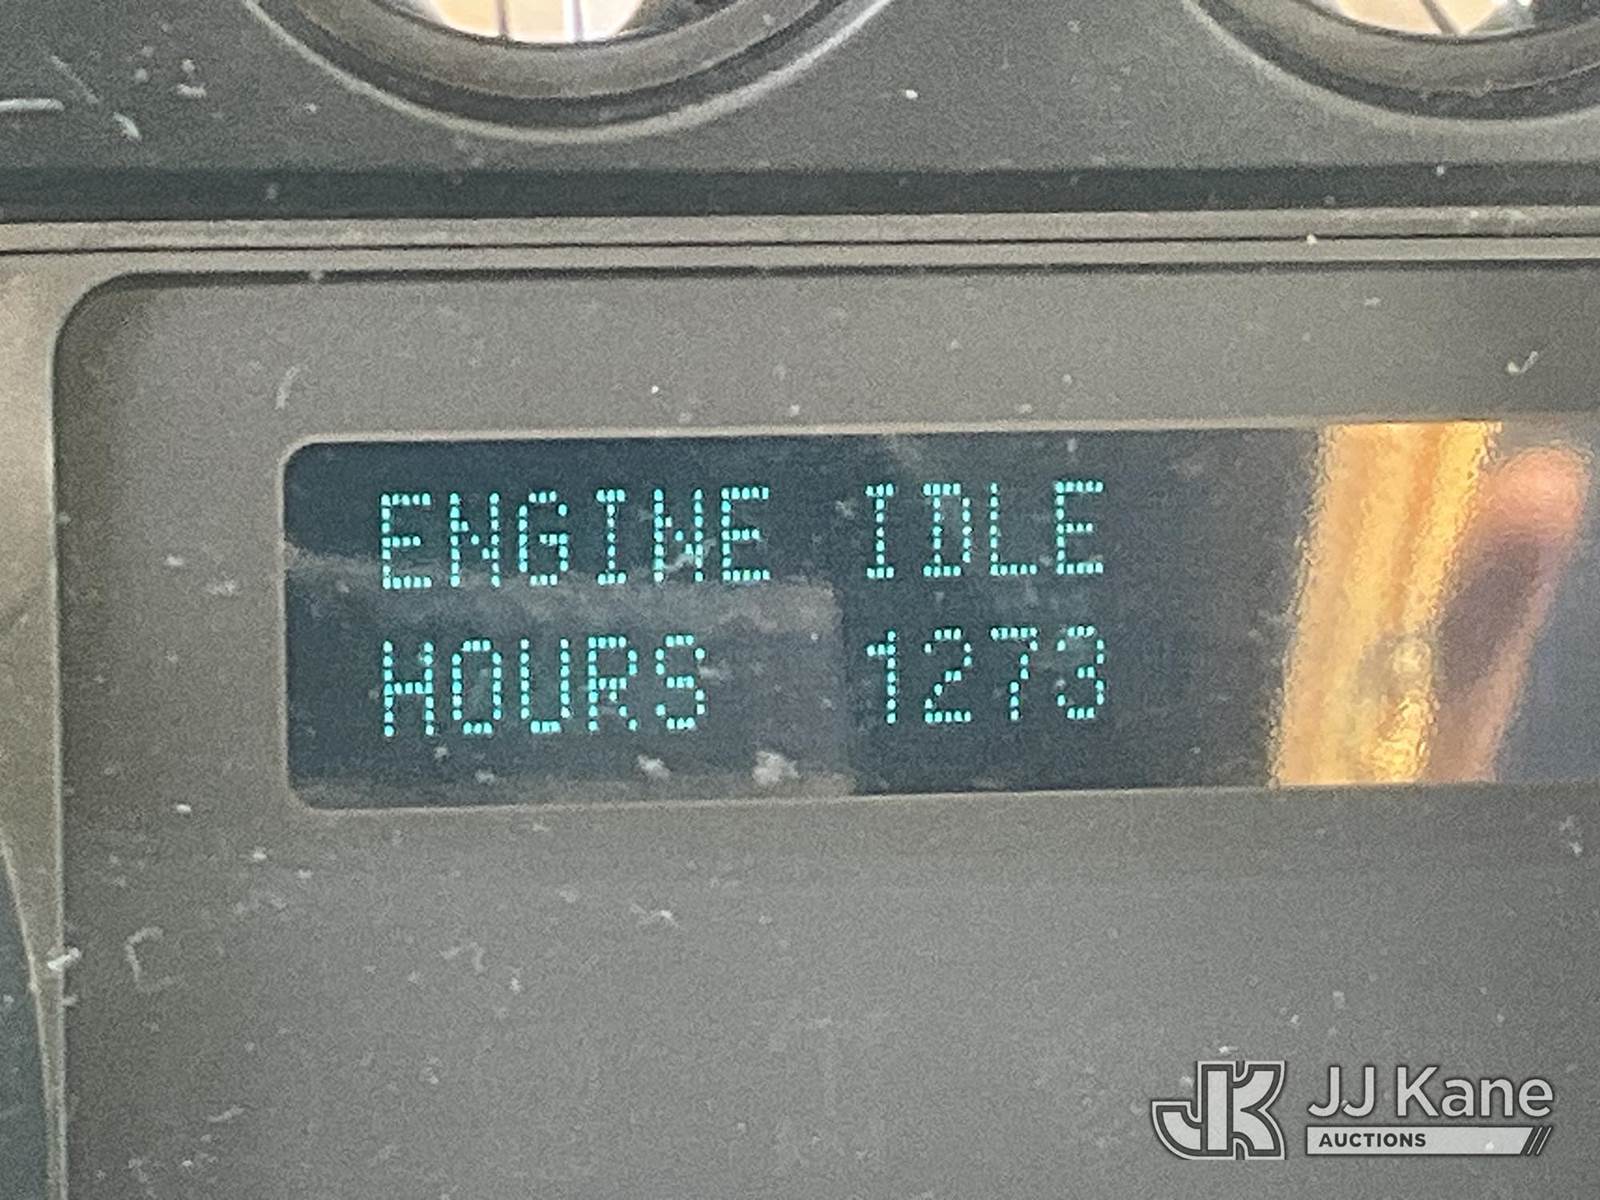 ENGINE IDLE
HOURS 1273
JJ Kane
AUCTIONS